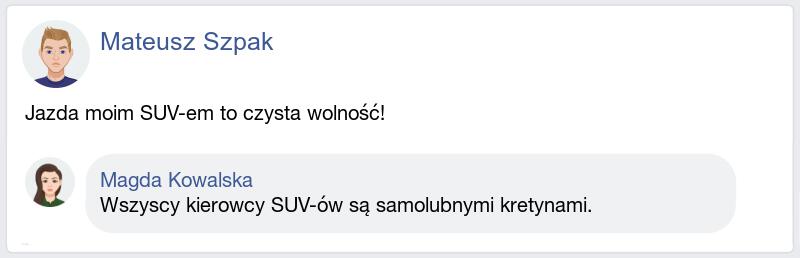 Mateusz Szpak
Jazda moim SUV-em to czysta wolność!
Magda Kowalska
Wszyscy kierowcy SUV-ów są samolubnymi kretynami.